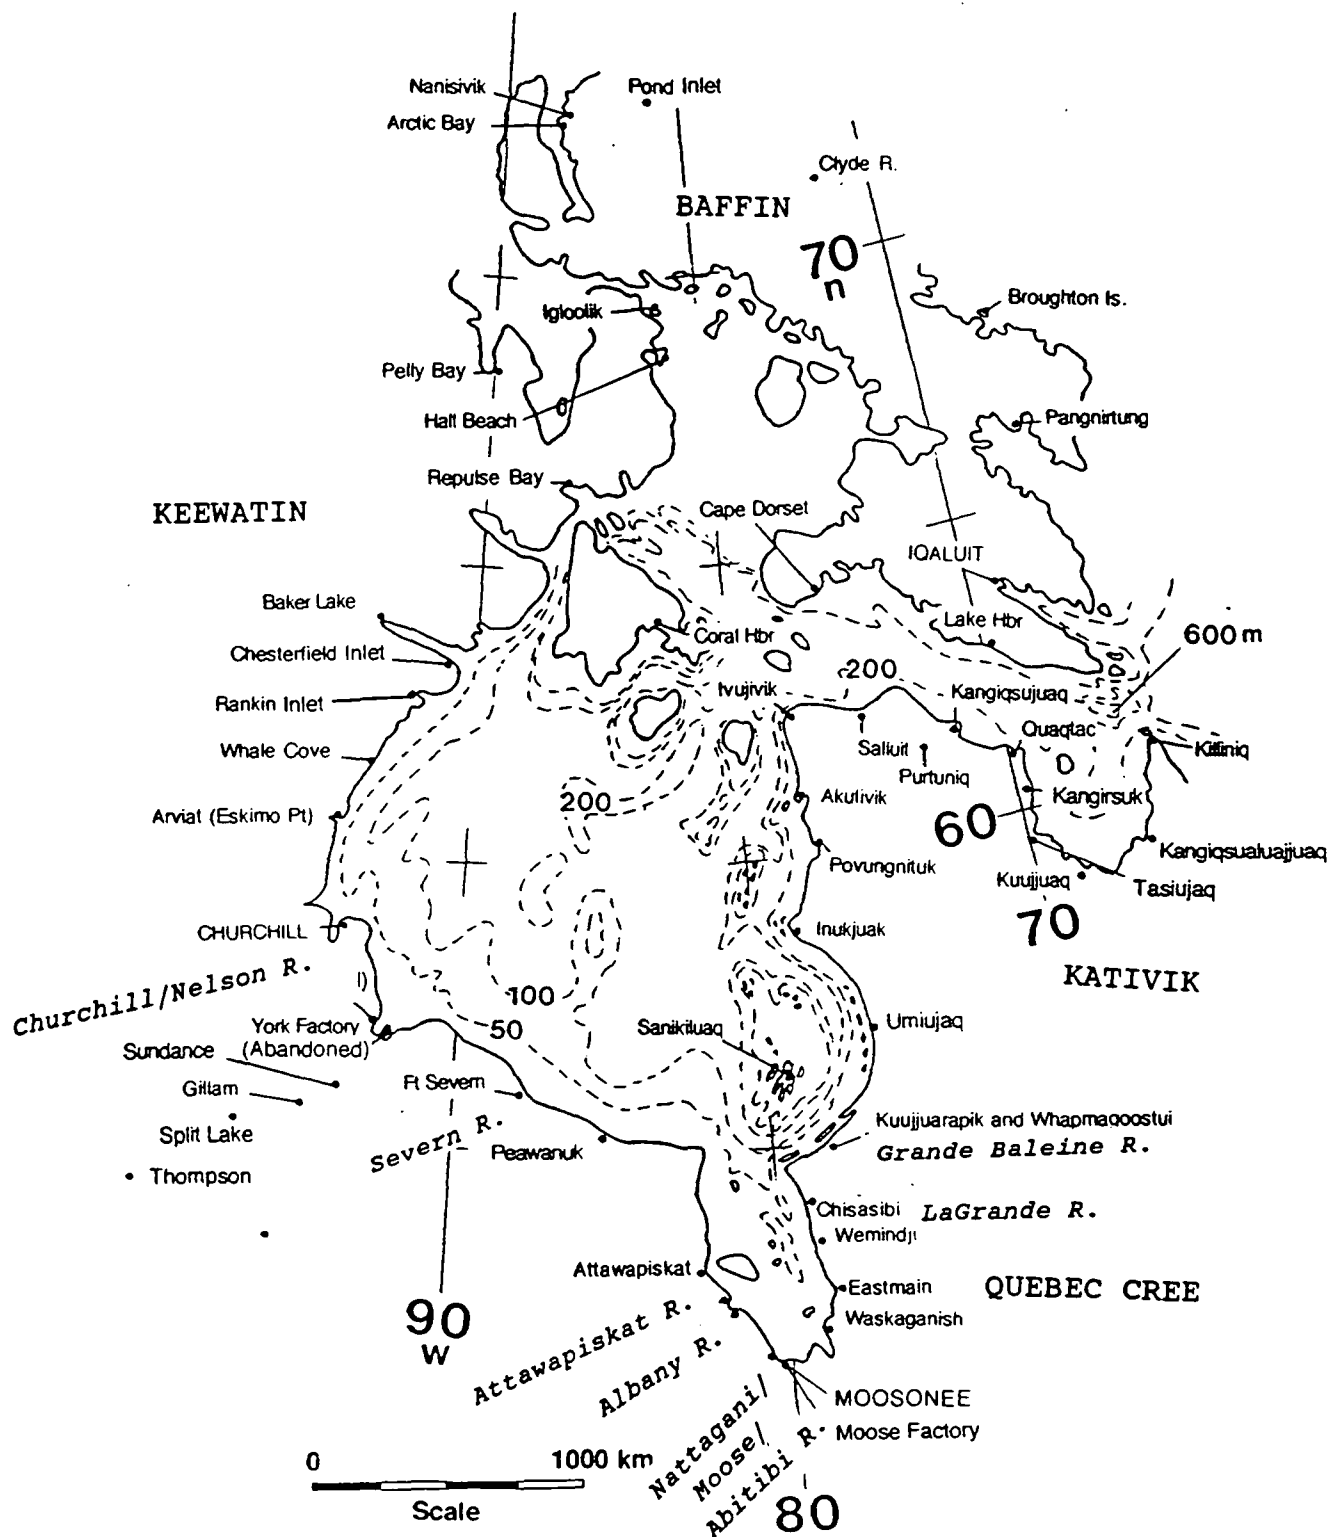 Nanisivik
Pond Inlet
Arctic Bay
Clyde R.
BAFFIN
70
n
Igloolik
Broughton Is.
Pelly Bay
Hall Beach
Pangnirtung
Repulse Bay
KEEWATIN
Cape Dorset
IQALUIT
Baker Lake
Lake Hbr
Coral Hbr
600 m
Chesterfield Inlet
200
Ivujivik
Kangiqsujuaq
Rankin Inlet
Quaqtac
Whale Cove
Salluit
Killiniq
Purtuniq
200
Akulivik
Kangirsuk
Arviat (Eskimo Pt)
60
Povungnituk
Kangiqsualuajjuaq
Kuujjuaq
Tasiujaq
70
CHURCHILL
Inukjuak
Churchill/Nelson R.
KATIVIK
100
York Factory
(Abandoned)
50
Sanikiluaq
Umiujaq
Sundance
Gillam
Ft Severn
Split Lake
Severn R.
Kuujjuarapik and Whapmagoostui
Peawanuk
Grande Baleine R.
Thompson
Chisasibi
LaGrande R.
Wemindji
Attawapiskat
Eastmain
QUEBEC CREE
90
W
Waskaganish
Attawapiskat R.
Albany R.
MOOSONEE
Moose Factory
Nattagani/
Moose/
Abitibi R.
0
1000 km
Scale
80